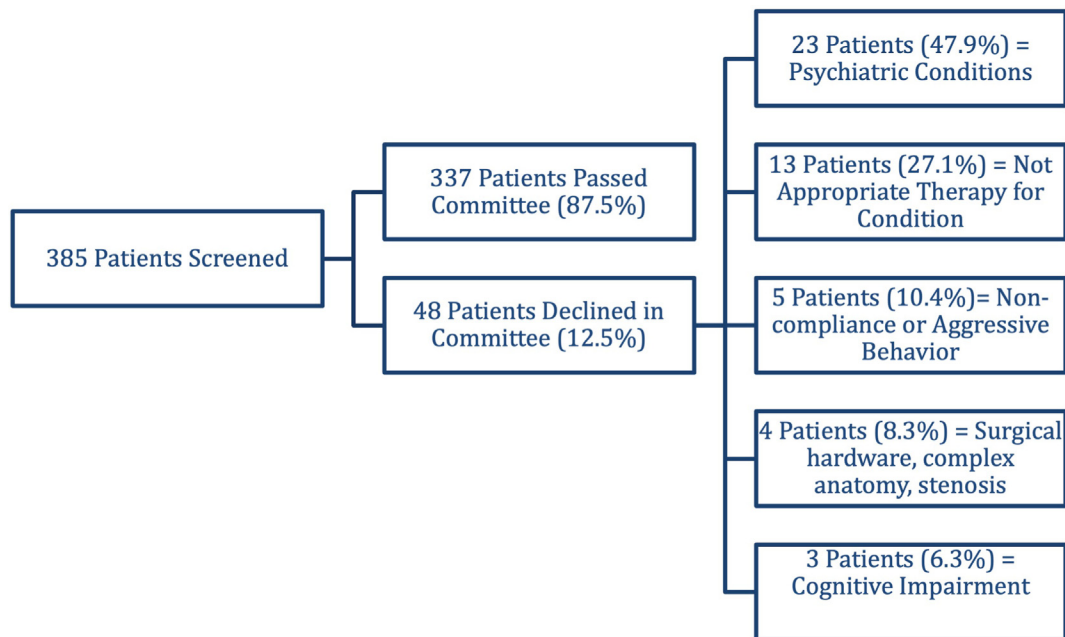 385 Patients Screened
337 Patients Passed
Committee (87.5%)
48 Patients Declined in
Committee (12.5%)
23 Patients (47.9%) =
Psychiatric Conditions
13 Patients (27.1%) = Not
Appropriate Therapy for
Condition
5 Patients (10.4%)= Non-
compliance or Aggressive
Behavior
4 Patients (8.3%) = Surgical
hardware, complex
anatomy, stenosis
3 Patients (6.3%) =
Cognitive Impairment